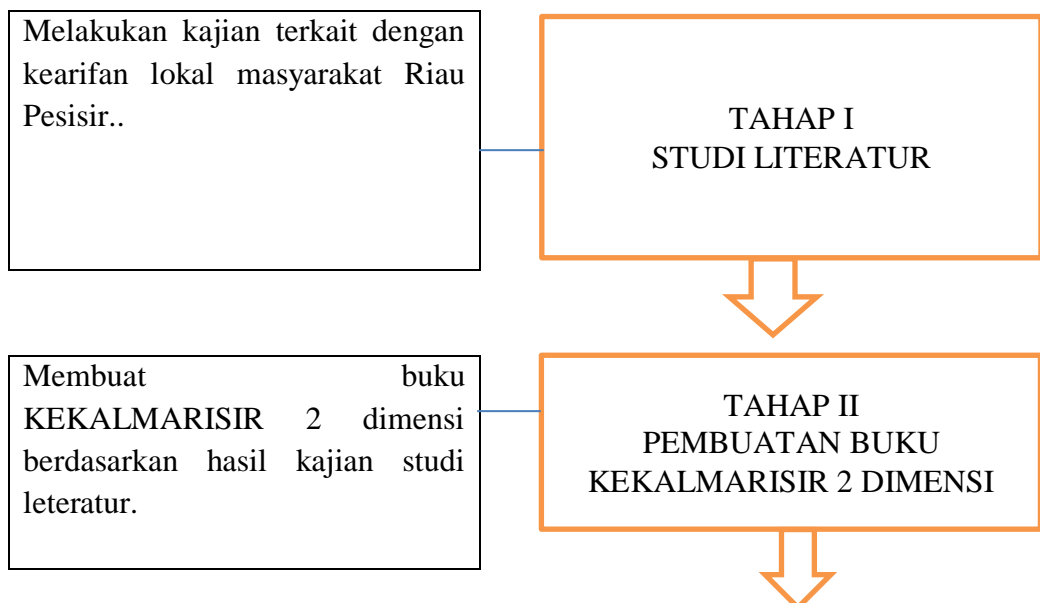 Melakukan kajian terkait dengan
kearifan lokal masyarakat Riau
Pesisir..
TAHAP I
STUDI LITERATUR
Membuat buku
KEKALMARISIR 2 dimensi
berdasarkan hasil kajian studi
leteratur.
TAHAP II
PEMBUATAN BUKU
KEKALMARISIR 2 DIMENSI